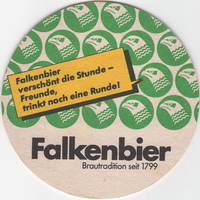 Falkenbier
verschönt die Stunde –
Freunde,
trinkt noch eine Runde!
Falkenbier
Brautradition seit 1799